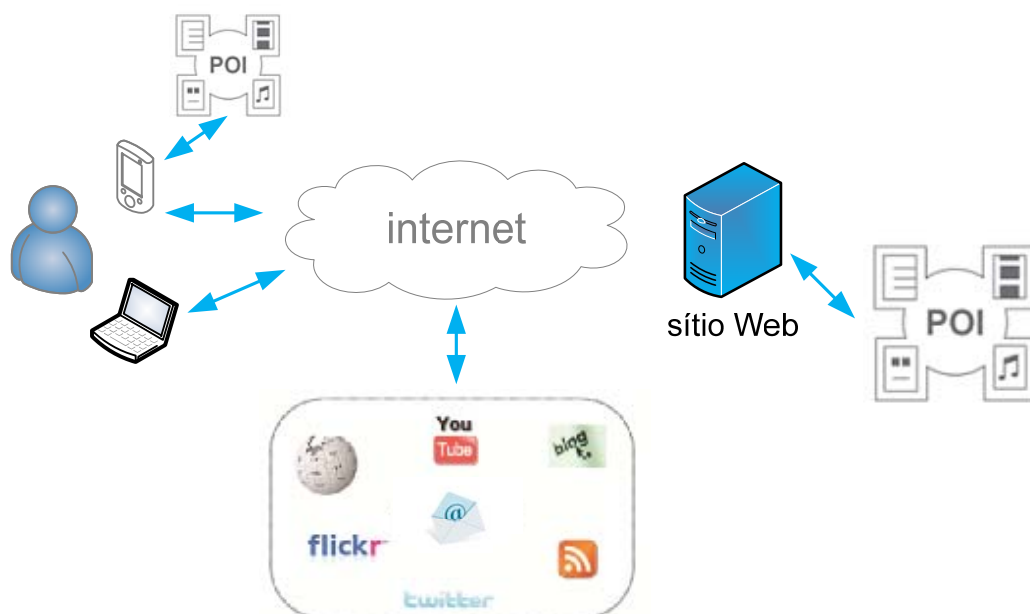 POI
internet
sítio Web
POI
You
Tube
blog
@
flickr
twitter